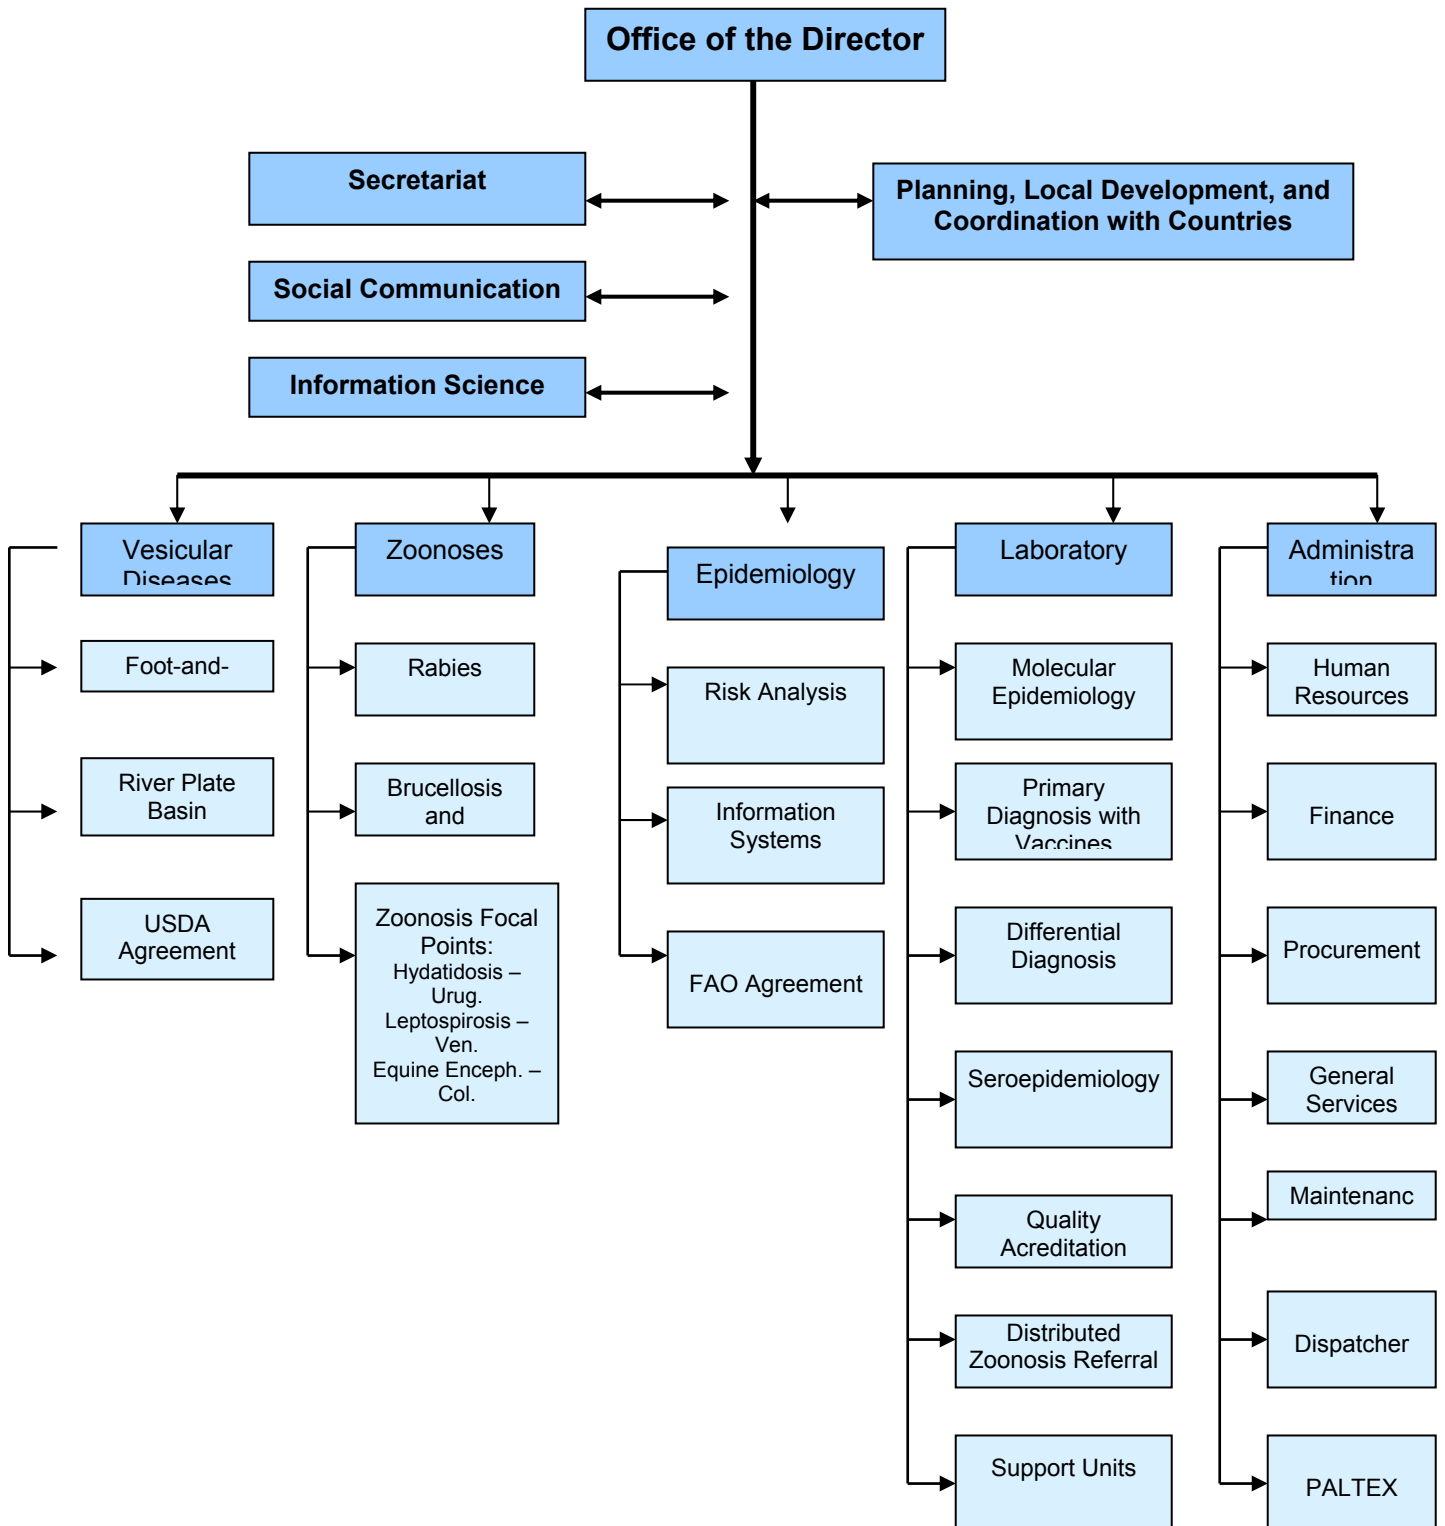 Office of the Director
Secretariat
Planning, Local Development, and
Coordination with Countries
Social Communication
Information Science
Vesicular
Diseases
Foot-and-
River Plate
Basin
USDA
Agreement
Zoonoses
Rabies
Brucellosis
and
Zoonosis Focal
Points:
Hydatidosis –
Urug.
Leptospirosis –
Ven.
Equine Enceph. –
Col.
Epidemiology
Risk Analysis
Information
Systems
FAO Agreement
Laboratory
Molecular
Epidemiology
Primary
Diagnosis with
Vaccines
Differential
Diagnosis
Seroepidemiology
Quality
Acreditation
Distributed
Zoonosis Referral
Support Units
Administra
tion
Human
Resources
Finance
Procurement
General
Services
Maintenanc
Dispatcher
PALTEX